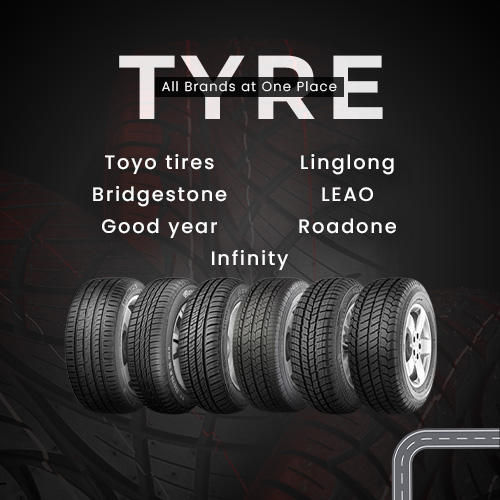 TYRE
All Brands at One Place
Toyo tires
Linglong
Bridgestone
LEAO
Good year
Roadone
Infinity